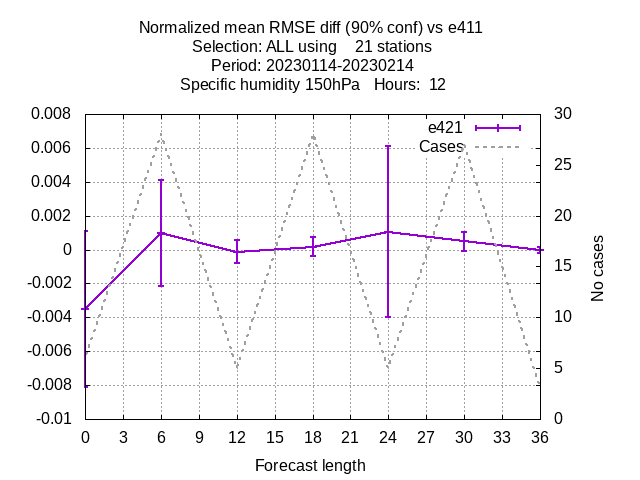 Normalized mean RMSE diff (90% conf) vs e411
Selection: ALL using    21 stations
Period: 20230114-20230214
Specific humidity 150hPa   Hours:  12
0.008
0.006
0.004
0.002
0
-0.002
-0.004
-0.006
-0.008
-0.01
e421
Cases
30
25
20
15
10
5
0
No cases
0 3 6 9 12 15 18 21 24 27 30 33 36
Forecast length